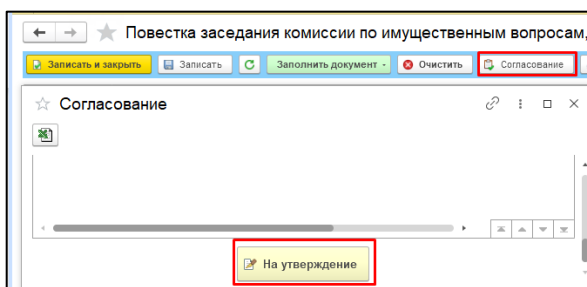 Повестка заседания комиссии по имущественным вопросам,
Записать и закрыть Записать Заполнить документ Очистить Согласование
Согласование
На утверждение